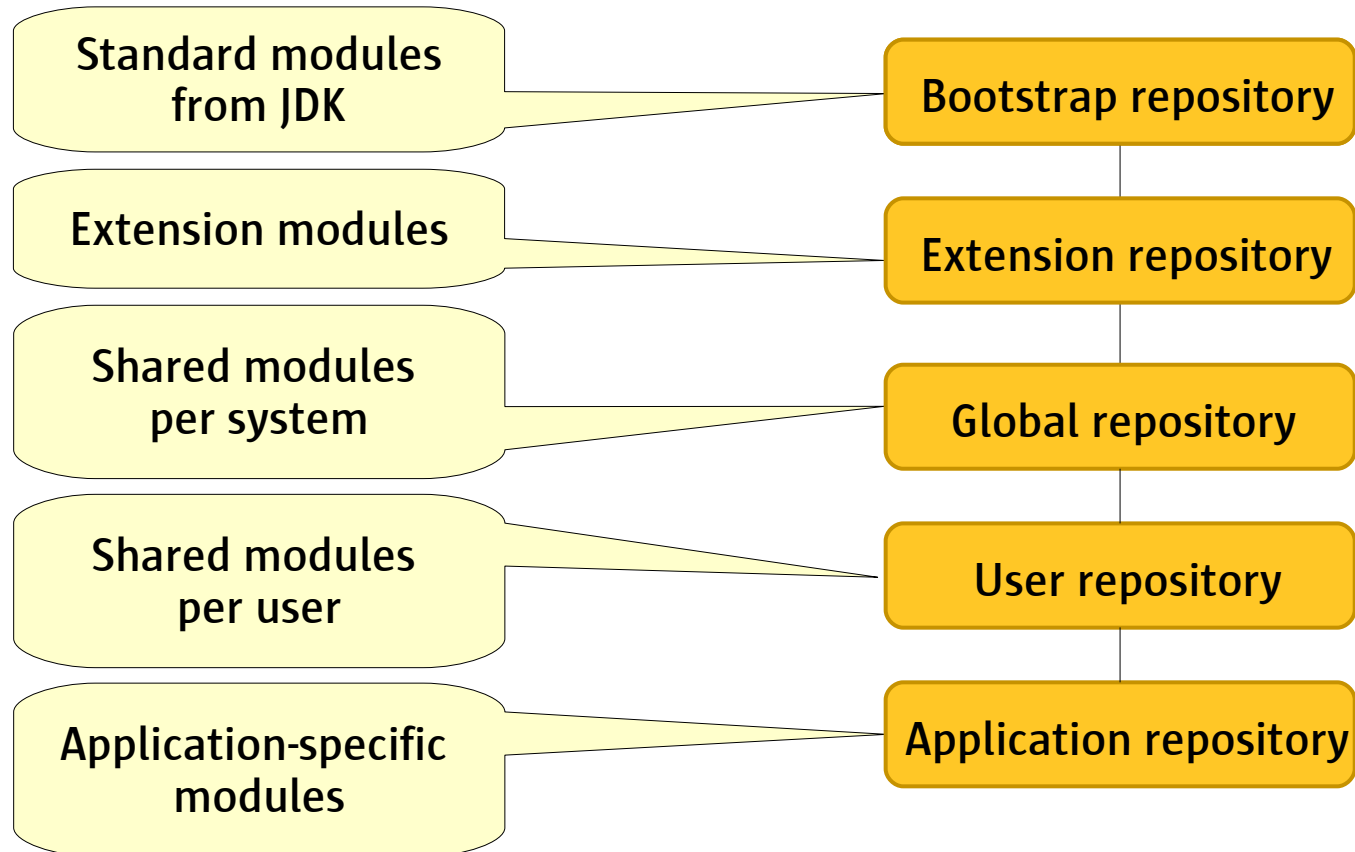 Standard modules
from JDK
Bootstrap repository
Extension modules
Extension repository
Shared modules
per system
Global repository
Shared modules
per user
User repository
Application-specific
modules
Application repository